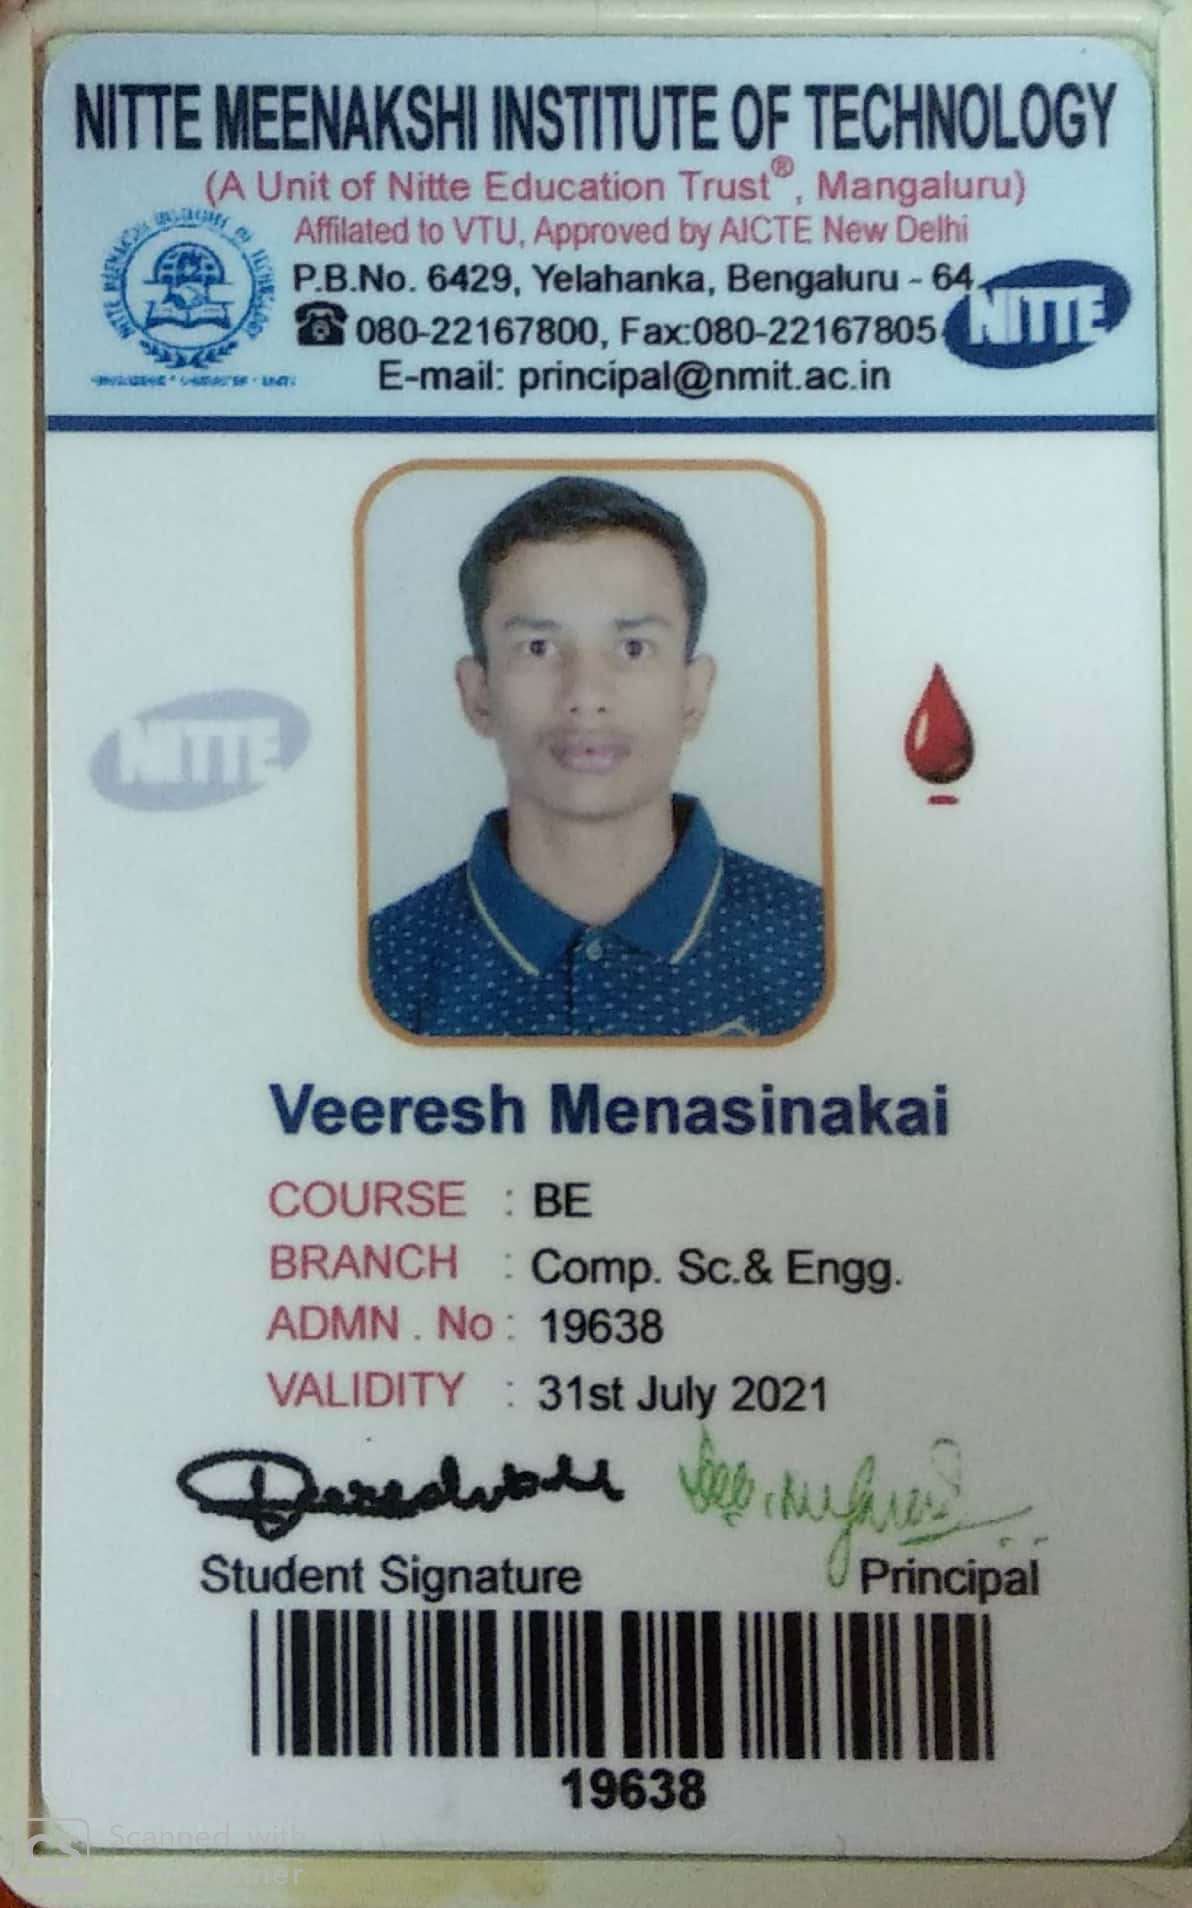 NITTE MEENAKSHI INSTITUTE OF TECHNOLOGY
(A Unit of Nitte Education Trust®, Mangaluru)
Affilated to VTU, Approved by AICTE New Delhi
P.B.No. 6429, Yelahanka, Bengaluru - 64
080-22167800, Fax:080-22167805
E-mail: principal@nmit.ac.in
NITTE
NITTE
Veeresh Menasinakai
COURSE : BE
BRANCH : Comp. Sc.& Engg.
ADMN . No : 19638
VALIDITY : 31st July 2021
Student Signature
Principal
19638
CS
Scanned with